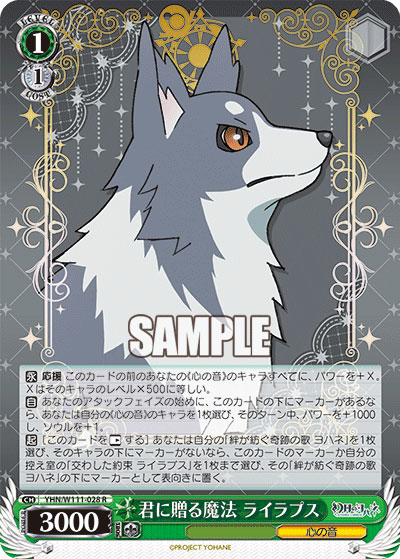 LEVEL
1
1
COST
SAMPLE
永 応援 このカードの前のあなたの《心の音》のキャラすべてに、パワーを＋X。
Xはそのキャラのレベル×500に等しい。
自 あなたのアタックフェイズの始めに、このカードの下にマーカーがあるな
ら、あなたは自分の《心の音》のキャラを1枚選び、そのターン中、パワーを＋1000
し、ソウルを＋1。
起 ［このカードを する］ あなたは自分の「絆が紡ぐ奇跡の歌 ヨハネ」を1枚
選び、そのキャラの下にマーカーがないなら、このカードのマーカーか自分の
控え室の「交わした約束 ライラプス」を1枚まで選び、その「絆が紡ぐ奇跡の歌
ヨハネ」の下にマーカーとして表向きに置く。
CH YHN/W111-028 R
3000
君に贈る魔法 ライラプス
心の音
©PROJECT YOHANE